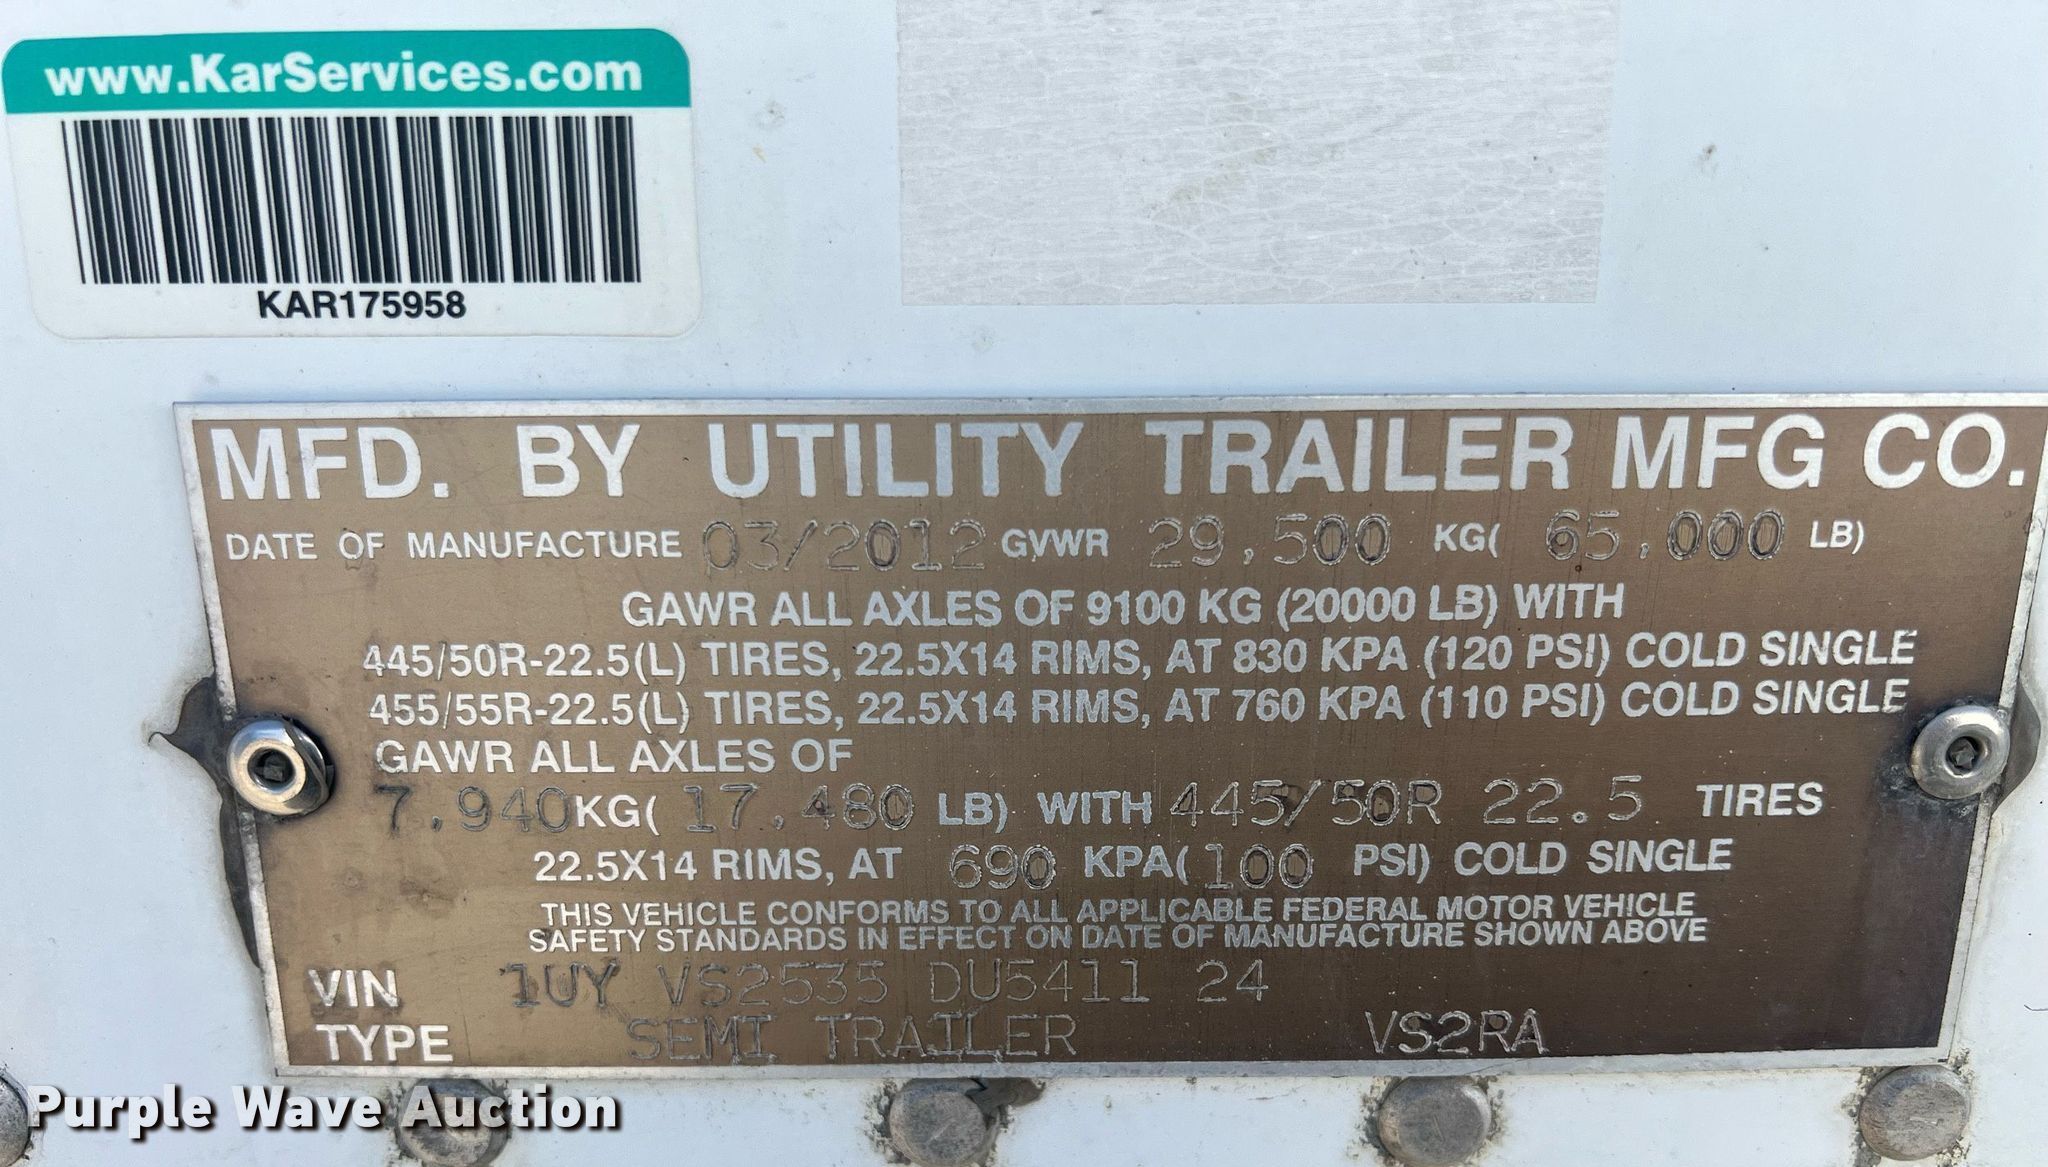 www.KarServices.com
KAR175958
MFD. BY UTILITY TRAILER MFG CO.
DATE OF MANUFACTURE 03/2012 GVWR 29,500 KG( 65,000 LB)
GAWR ALL AXLES OF 9100 KG (20000 LB) WITH
445/50R-22.5(L) TIRES, 22.5X14 RIMS, AT 830 KPA (120 PSI) COLD SINGLE
455/55R-22.5(L) TIRES, 22.5X14 RIMS, AT 760 KPA (110 PSI) COLD SINGLE
GAWR ALL AXLES OF
7,940 KG( 17,480 LB) WITH 445/50R 22.5 TIRES
22.5X14 RIMS, AT 690 KPA( 100 PSI) COLD SINGLE
THIS VEHICLE CONFORMS TO ALL APPLICABLE FEDERAL MOTOR VEHICLE
SAFETY STANDARDS IN EFFECT ON DATE OF MANUFACTURE SHOWN ABOVE
VIN 1UY VS2535 DU5411 24
TYPE SEMI TRAILER VS2RA
Purple Wave Auction